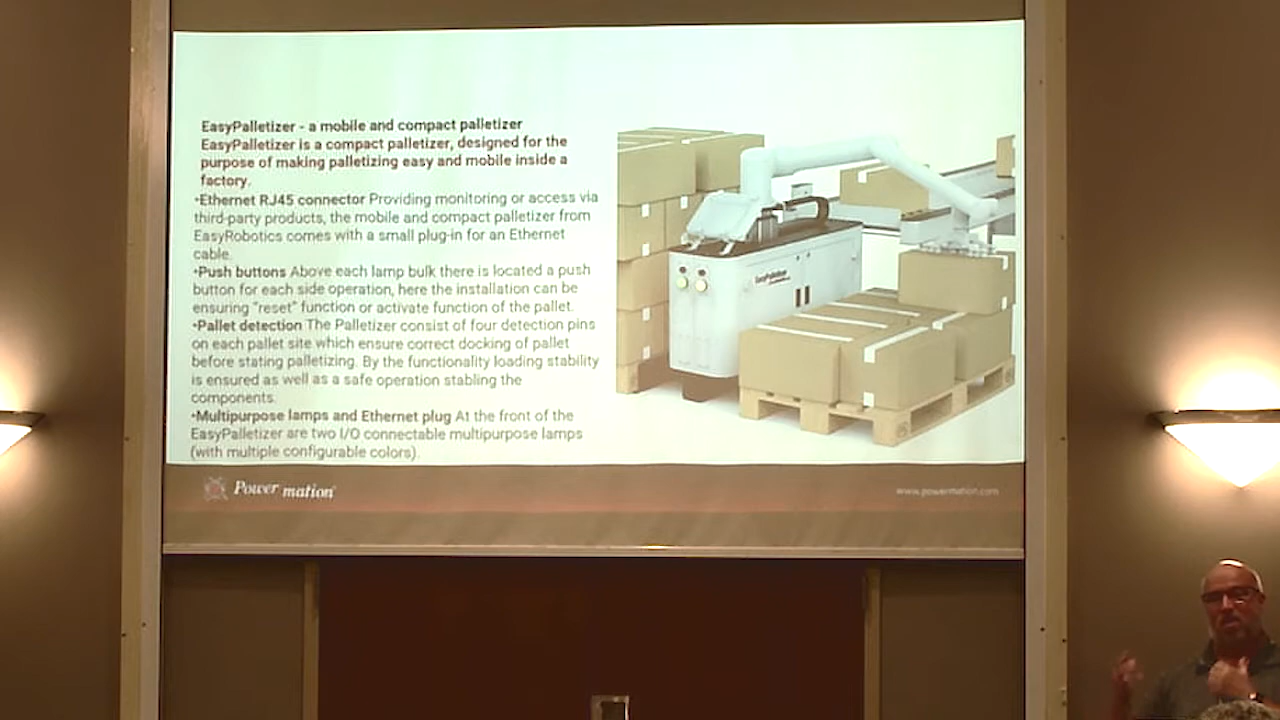 EasyPalletizer - a mobile and compact palletizer
EasyPalletizer is a compact palletizer, designed for the
purpose of making palletizing easy and mobile inside a
factory.
•Ethernet RJ45 connector Providing monitoring or access via
third-party products, the mobile and compact palletizer from
EasyRobotics comes with a small plug-in for an Ethernet
cable.
•Push buttons Above each lamp bulk there is located a push
button for each side operation, here the installation can be
ensuring "reset" function or activate function of the pallet.
•Pallet detection The Palletizer consist of four detection pins
on each pallet site which ensure correct docking of pallet
before stating palletizing. By the functionality loading stability
is ensured as well as a safe operation stabling the
components.
•Multipurpose lamps and Ethernet plug At the front of the
EasyPalletizer are two I/O connectable multipurpose lamps
(with multiple configurable colors).
EasyPalletizer
Power/mation
www.powermation.com